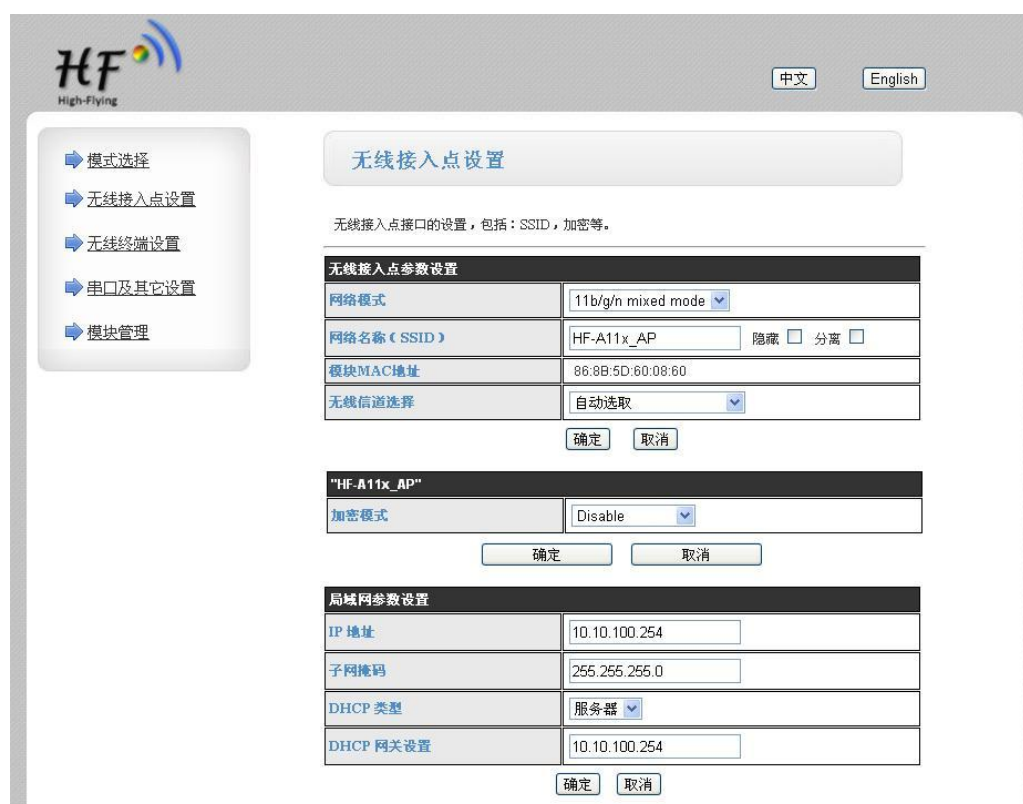 HF
High-Flying
中文 English
模式选择
无线接入点设置
无线终端设置
串口及其它设置
模块管理
无线接入点设置
无线接入点接口的设置，包括：SSID，加密等。
无线接入点参数设置
网络模式 11b/g/n mixed mode
网络名称（SSID） HF-A11x_AP 隐藏 分离
模块MAC地址 86:8B:5D:60:08:60
无线信道选择 自动选取
确定 取消
"HF-A11x_AP"
加密模式 Disable
确定 取消
局域网参数设置
IP 地址 10.10.100.254
子网掩码 255.255.255.0
DHCP 类型 服务器
DHCP 网关设置 10.10.100.254
确定 取消